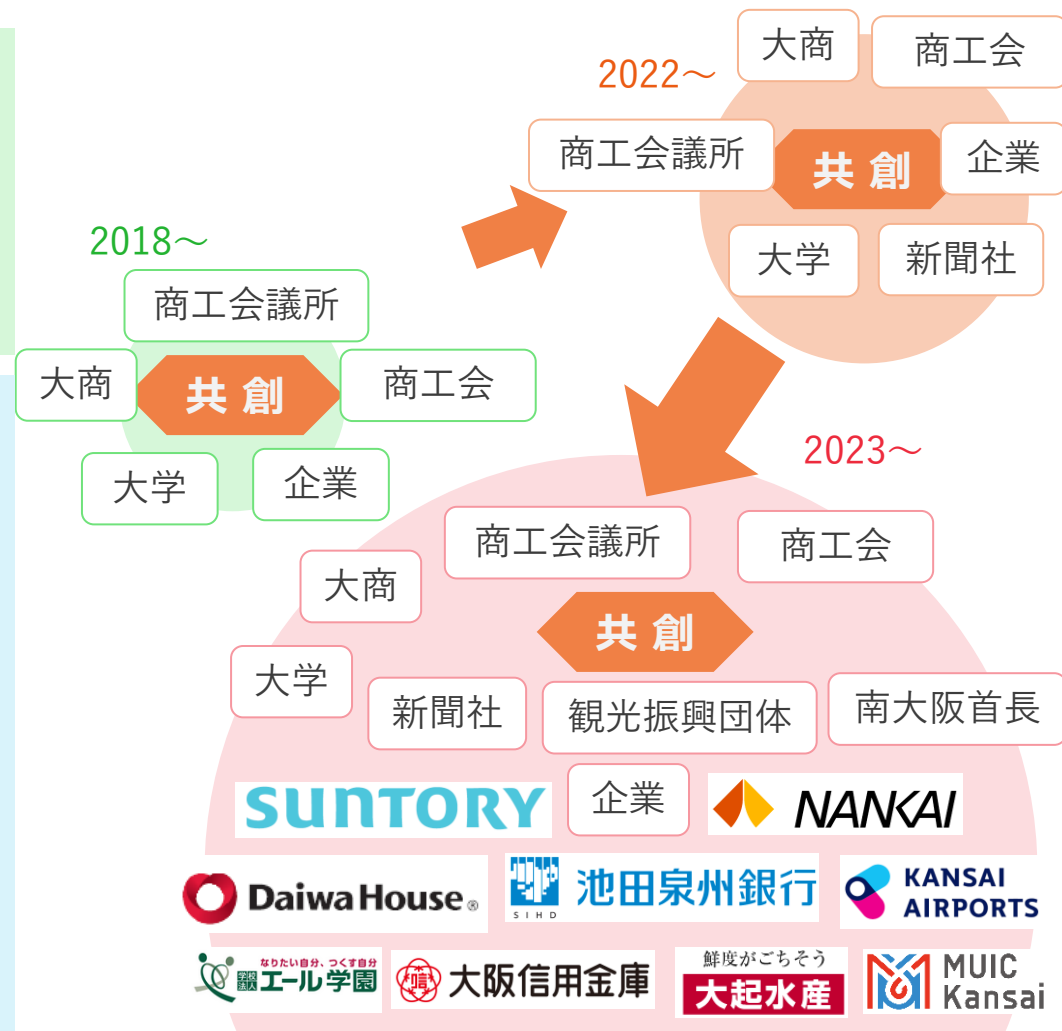 2018～
商工会議所
大商
共創
商工会
大学
企業
2022～
大商
商工会
商工会議所
共創
企業
大学
新聞社
2023～
商工会議所
商工会
大商
共創
大学
新聞社
観光振興団体
南大阪首長
企業
SUNTORY
NANKAI
Daiwa House®
SIHD
池田泉州銀行
KANSAI
AIRPORTS
なりたい自分、つくす自分
学校法人エール学園
信
大阪信用金庫
鮮度がごちそう
大起水産
MUIC
Kansai